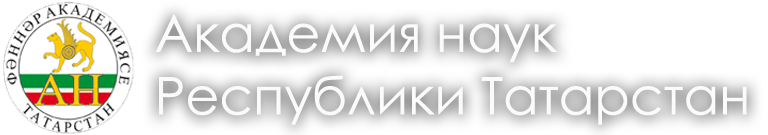 ФӘННӘР АКАДЕМИЯСЕ
АН
ТАТАРСТАН
Академия наук
Республики Татарстан